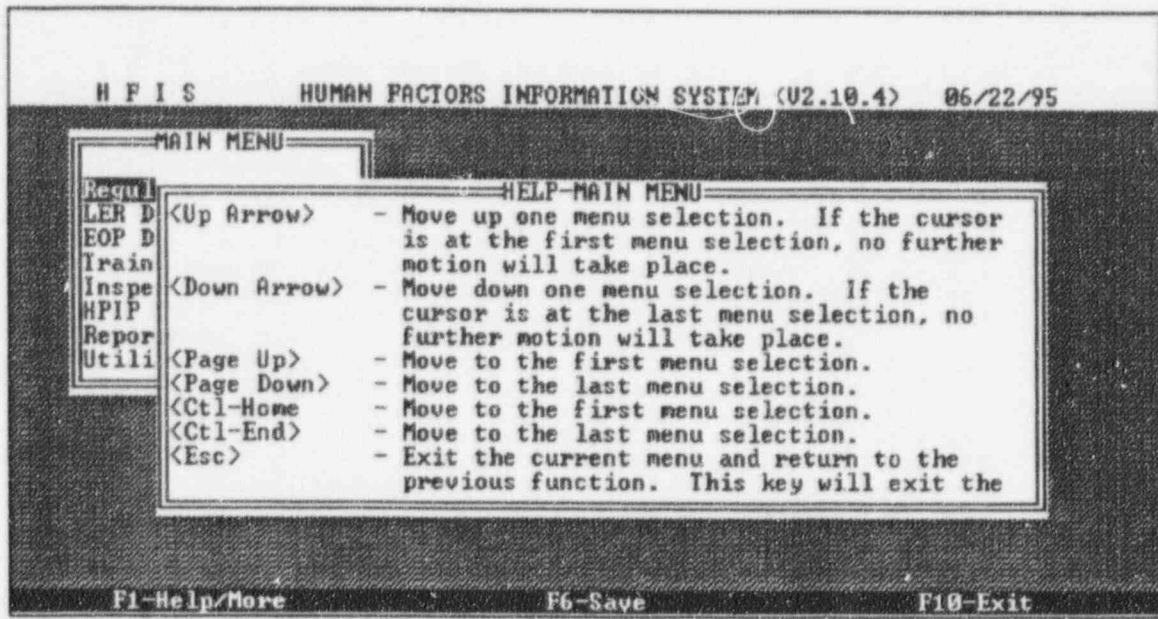 H F I S HUMAN FACTORS INFORMATION SYSTEM (V2.10.4) 06/22/95
MAIN MENU
HELP-MAIN MENU
Regul
LER D
EOP D
Train
Inspe
HPIP
Repor
Utili
<Up Arrow> - Move up one menu selection. If the cursor
is at the first menu selection, no further
motion will take place.
<Down Arrow> - Move down one menu selection. If the
cursor is at the last menu selection, no
further motion will take place.
<Page Up> - Move to the first menu selection.
<Page Down> - Move to the last menu selection.
<Ctl-Home - Move to the first menu selection.
<Ctl-End> - Move to the last menu selection.
<Esc> - Exit the current menu and return to the
previous function. This key will exit the
F1-Help/More F6-Save F10-Exit